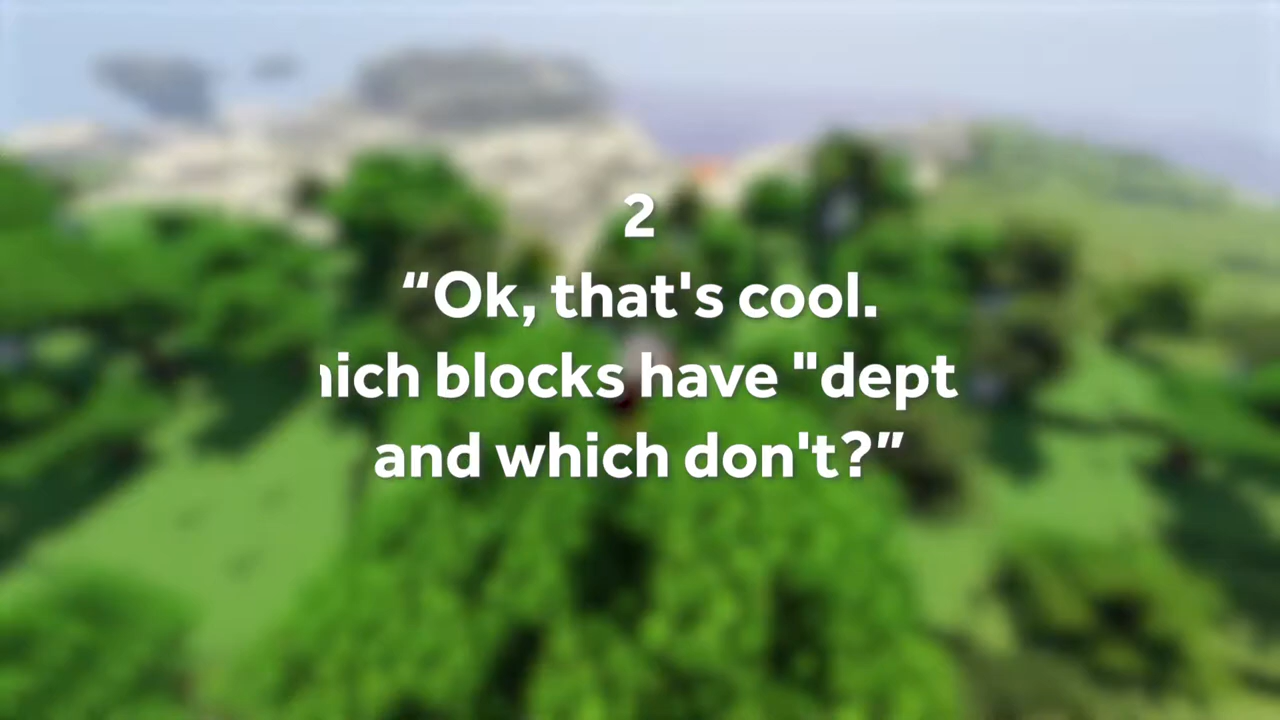 2
“Ok, that's cool.
ich blocks have "dept
and which don't?”